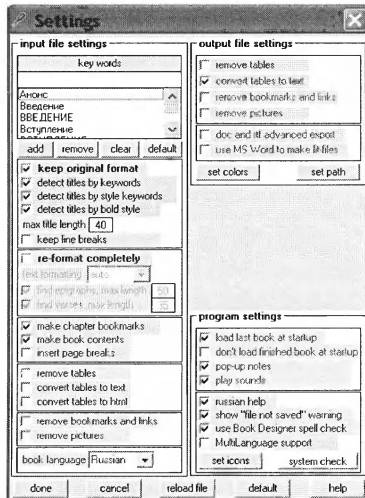 Settings
input file settings
key words
Анонс
Введение
ВВЕДЕНИЕ
Вступление
ВСТУПЛЕНИЕ
add remove clear default
keep original format
detect titles by keywords
detect titles by style keywords
detect titles by bold style
max title length 40
keep line breaks
re-format completely
text formatting auto
find epigraphs, max length 50
find verses, max length 35
make chapter bookmarks
make book contents
insert page breaks
remove tables
convert tables to text
convert tables to html
remove bookmarks and links
remove pictures
book language Russian
output file settings
remove tables
convert tables to text
remove bookmarks and links
remove pictures
doc and rtf advanced export
use MS Word to make lit-files
set colors set path
program settings
load last book at startup
don't load finished book at startup
pop-up notes
play sounds
russian help
show "file not saved" warning
use Book Designer spell check
MultiLanguage support
set icons system check
done cancel reload file default help